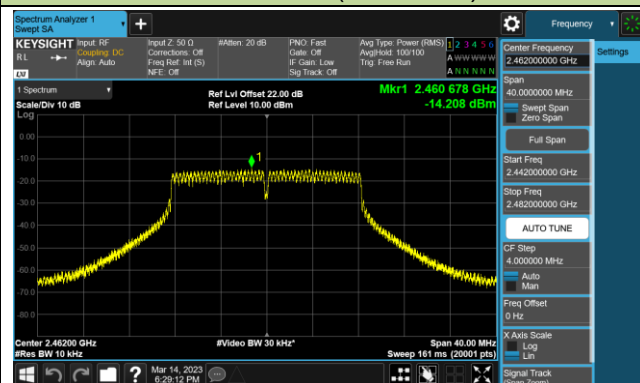 Spectrum Analyzer 1
Swept SA
Frequency
KEYSIGHT
RL
LXI
Input: RF
Coupling: DC
Align: Auto
Input Z: 50 Ω
Corrections: Off
Freq Ref: Int (S)
NFE: Off
#Atten: 20 dB
PNO: Fast
Gate: Off
IF Gain: Low
Sig Track: Off
Avg Type: Power (RMS)
Avg|Hold: 100/100
Trig: Free Run
1 2 3 4 5 6
A W W W W W
A N N N N N
1 Spectrum
Scale/Div 10 dB
Log
Ref Lvl Offset 22.00 dB
Ref Level 10.00 dBm
Mkr1 2.460 678 GHz
-14.208 dBm
0.00
-10.0
-20.0
-30.0
-40.0
-50.0
-60.0
-70.0
-80.0
1
Center 2.46200 GHz
#Res BW 10 kHz
#Video BW 30 kHz*
Span 40.00 MHz
Sweep 161 ms (20001 pts)
Mar 14, 2023
6:29:12 PM
Center Frequency
2.462000000 GHz
Settings
Span
40.0000000 MHz
Swept Span
Zero Span
Full Span
Start Freq
2.442000000 GHz
Stop Freq
2.482000000 GHz
AUTO TUNE
CF Step
4.000000 MHz
Auto
Man
Freq Offset
0 Hz
X Axis Scale
Log
Lin
Signal Track
(Span Zoom)